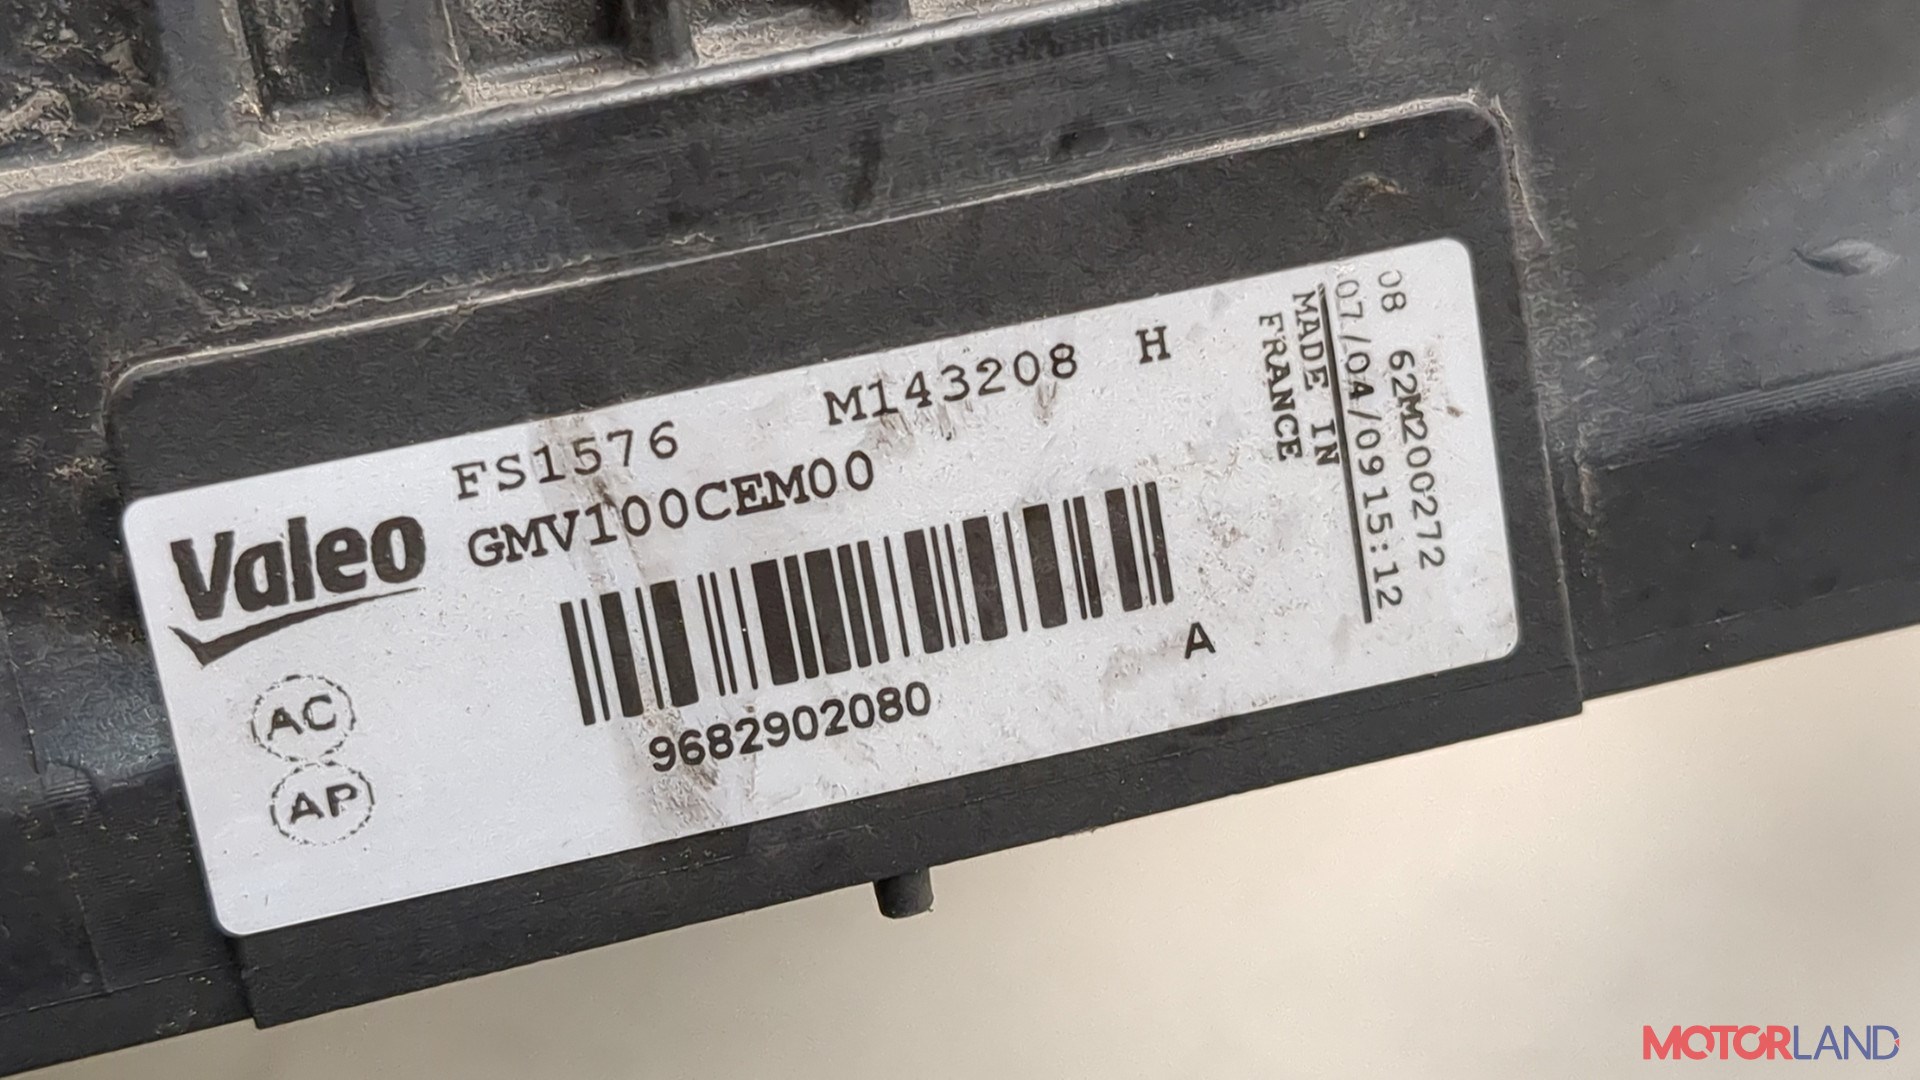 FS1576 M143208 H
GMV100CEM00
Valeo
9682902080
A
AC
AP
08 62M200272
07/04/09 15:12
MADE IN
FRANCE
MOTORLAND